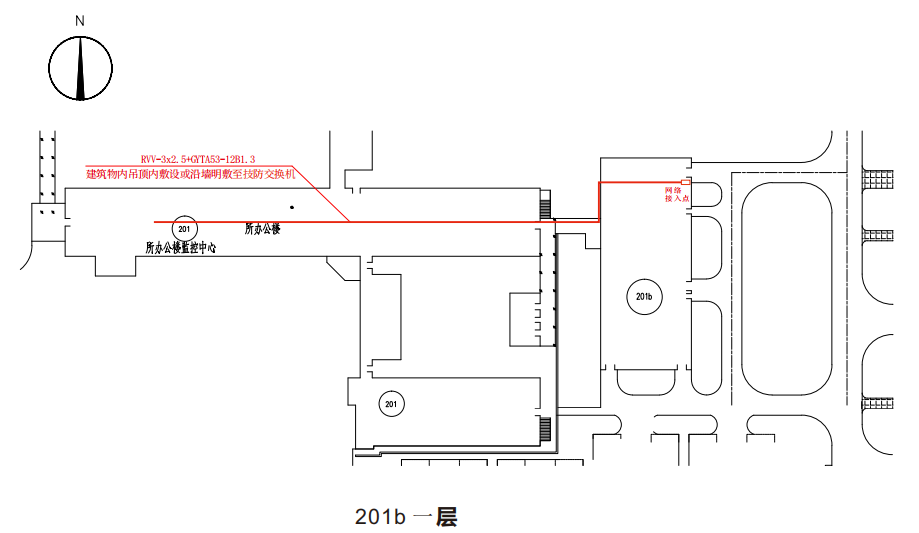 N
RVV-3x2.5+GYTA53-12B1.3
建筑物内吊顶内敷设或沿墙明敷至技防交换机
网络
接入点
201
所办公楼
所办公楼监控中心
201b
201
201b 一层